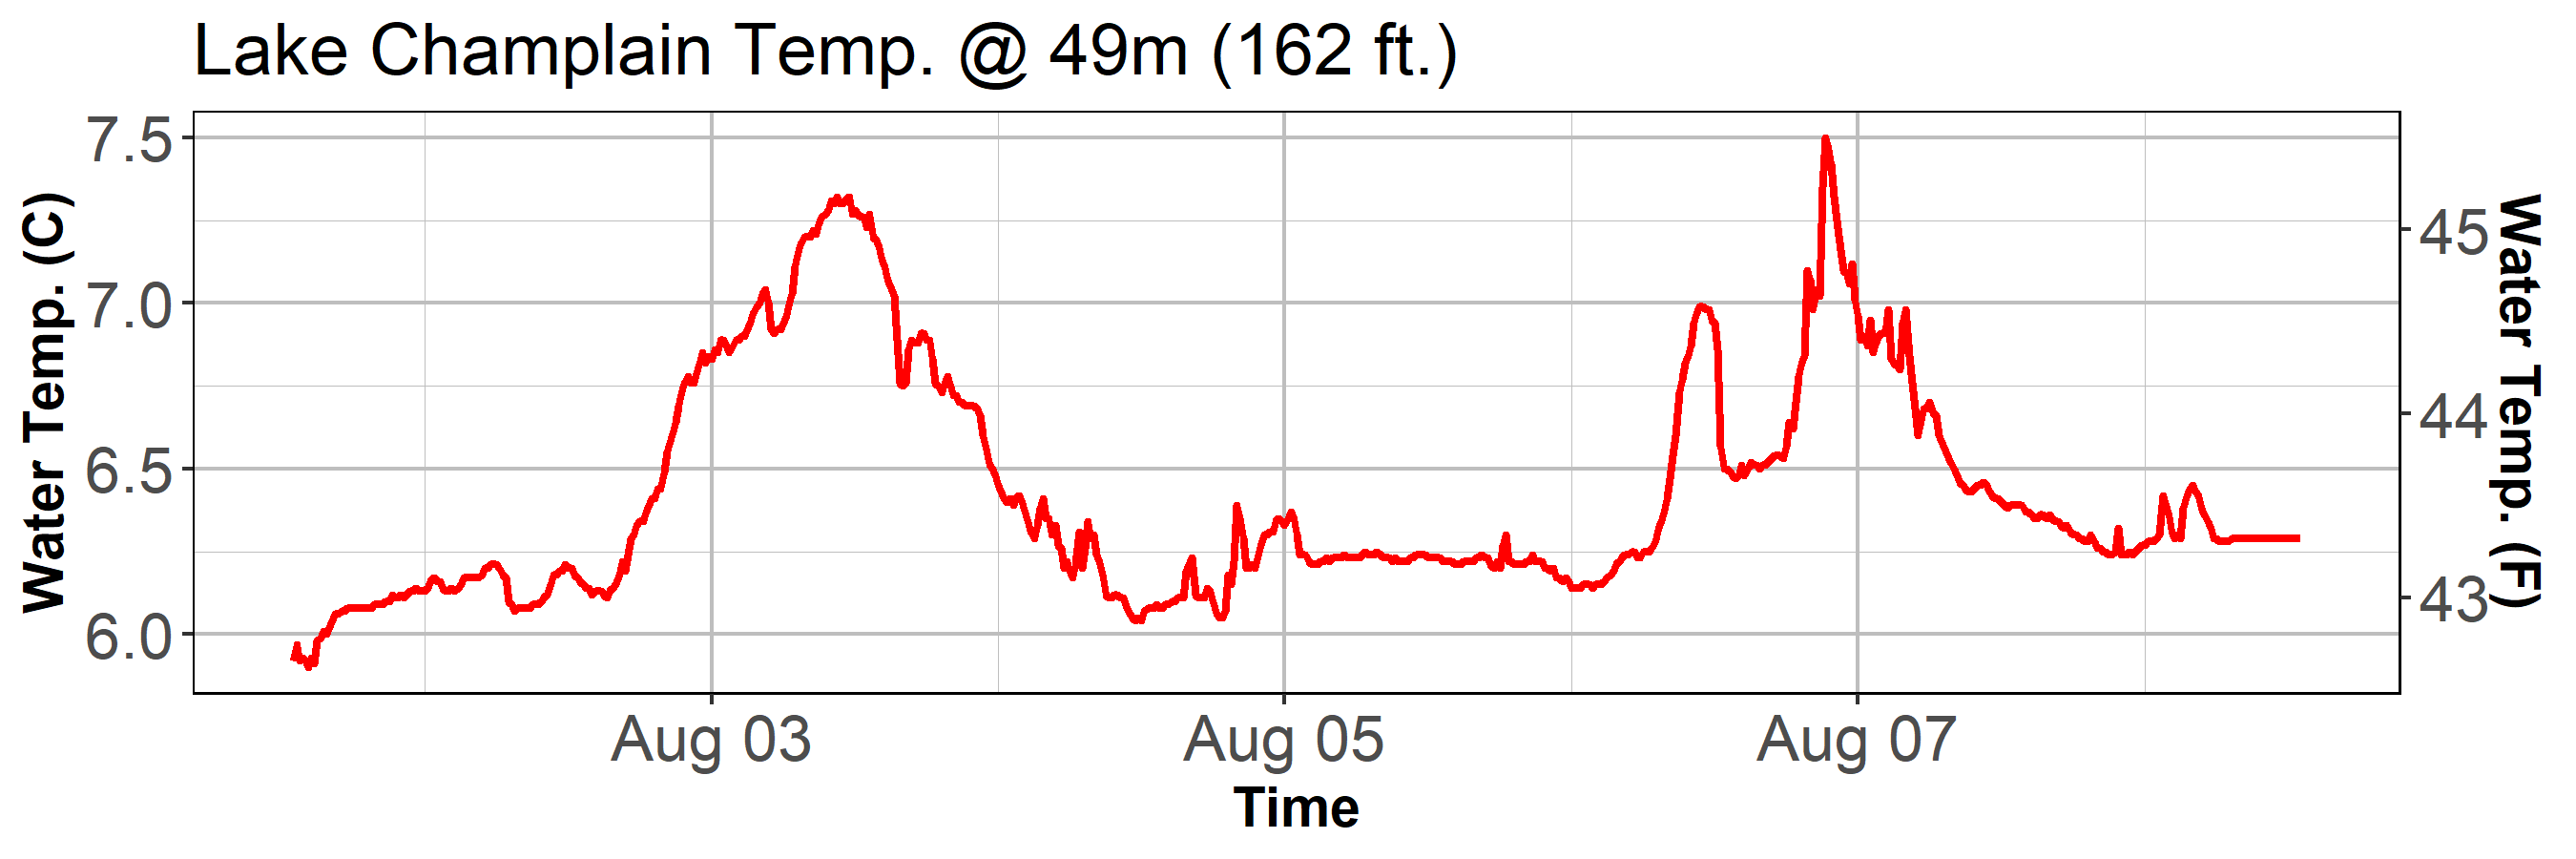 Lake Champlain Temp. @ 49m (162 ft.)
Water Temp. (C)
7.5
7.0
6.5
6.0
45
44
43
Water Temp. (F)
Aug 03
Aug 05
Aug 07
Time